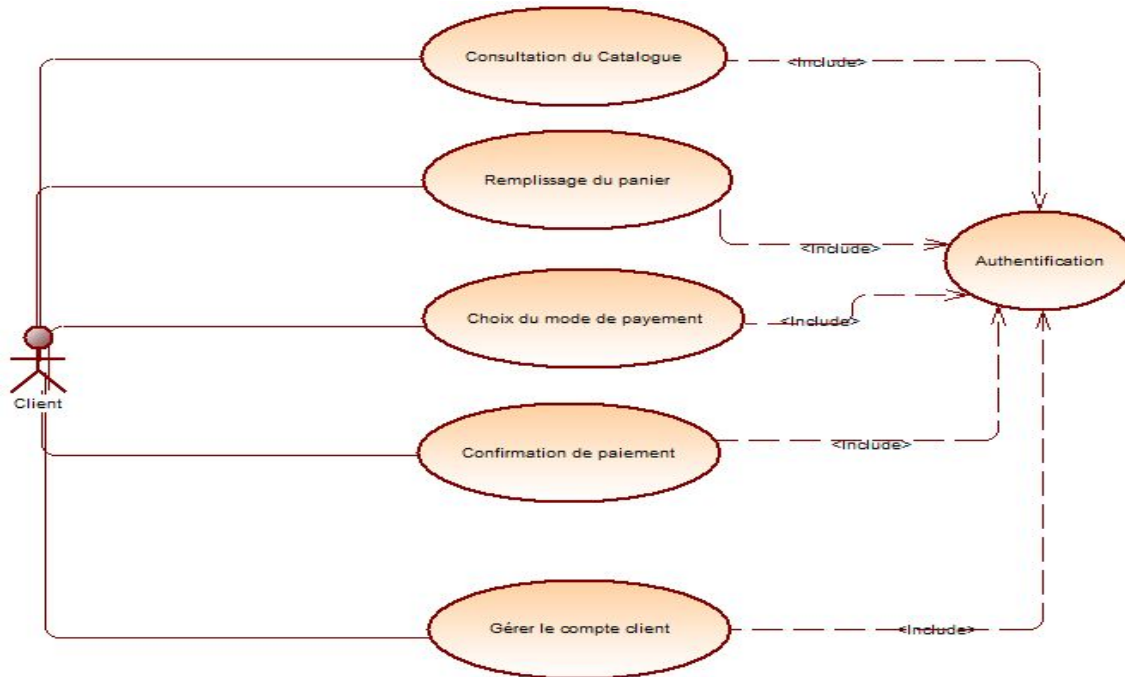 Consultation du Catalogue
<Include>
Remplissage du panier
<Include>
Authentification
Choix du mode de payement
<Include>
Client
Confirmation de paiement
<Include>
Gérer le compte client
<Include>